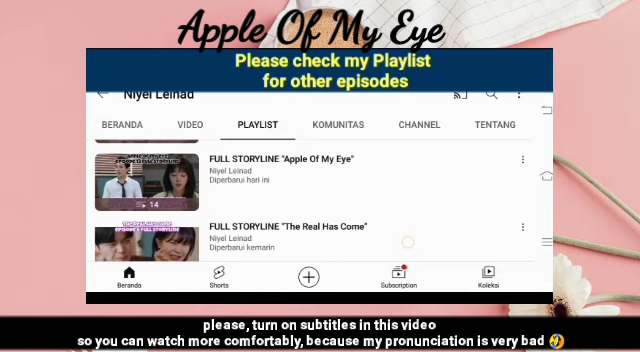 Apple Of My Eye
Please check my Playlist
for other episodes
Niyel Leinad
BERANDA VIDEO PLAYLIST KOMUNITAS CHANNEL TENTANG
FULL STORYLINE "Apple Of My Eye"
Niyel Leinad
Diperbarui hari ini
14
FULL STORYLINE "The Real Has Come"
Niyel Leinad
Diperbarui kemarin
Beranda Shorts Subscription Koleksi
please, turn on subtitles in this video
so you can watch more comfortably, because my pronunciation is very bad 🤣